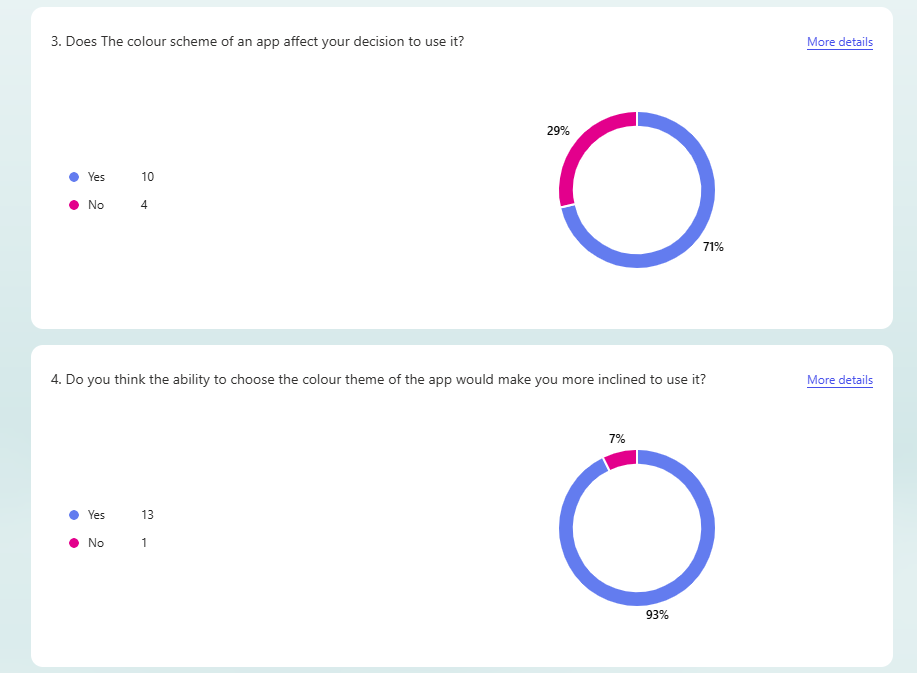 3. Does The colour scheme of an app affect your decision to use it?
More details
29%
Yes 10
No 4
71%
4. Do you think the ability to choose the colour theme of the app would make you more inclined to use it?
More details
7%
Yes 13
No 1
93%